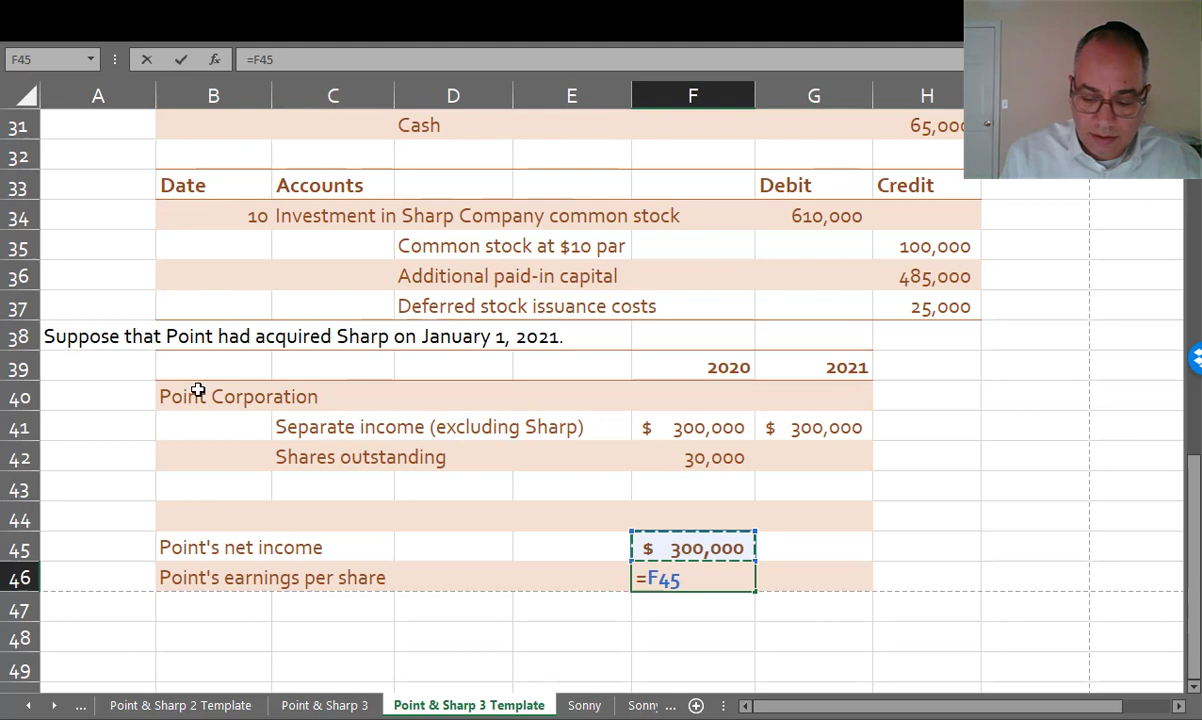 F45 =F45
A B C D E F G H
31 Cash 65,000
32
33 Date Accounts Debit Credit
34 10 Investment in Sharp Company common stock 610,000
35 Common stock at $10 par 100,000
36 Additional paid-in capital 485,000
37 Deferred stock issuance costs 25,000
38 Suppose that Point had acquired Sharp on January 1, 2021.
39 2020 2021
40 Point Corporation
41 Separate income (excluding Sharp) $ 300,000 $ 300,000
42 Shares outstanding 30,000
43
44
45 Point's net income $ 300,000
46 Point's earnings per share =F45
47
48
49
... Point & Sharp 2 Template Point & Sharp 3 Point & Sharp 3 Template Sonny Sonny ...